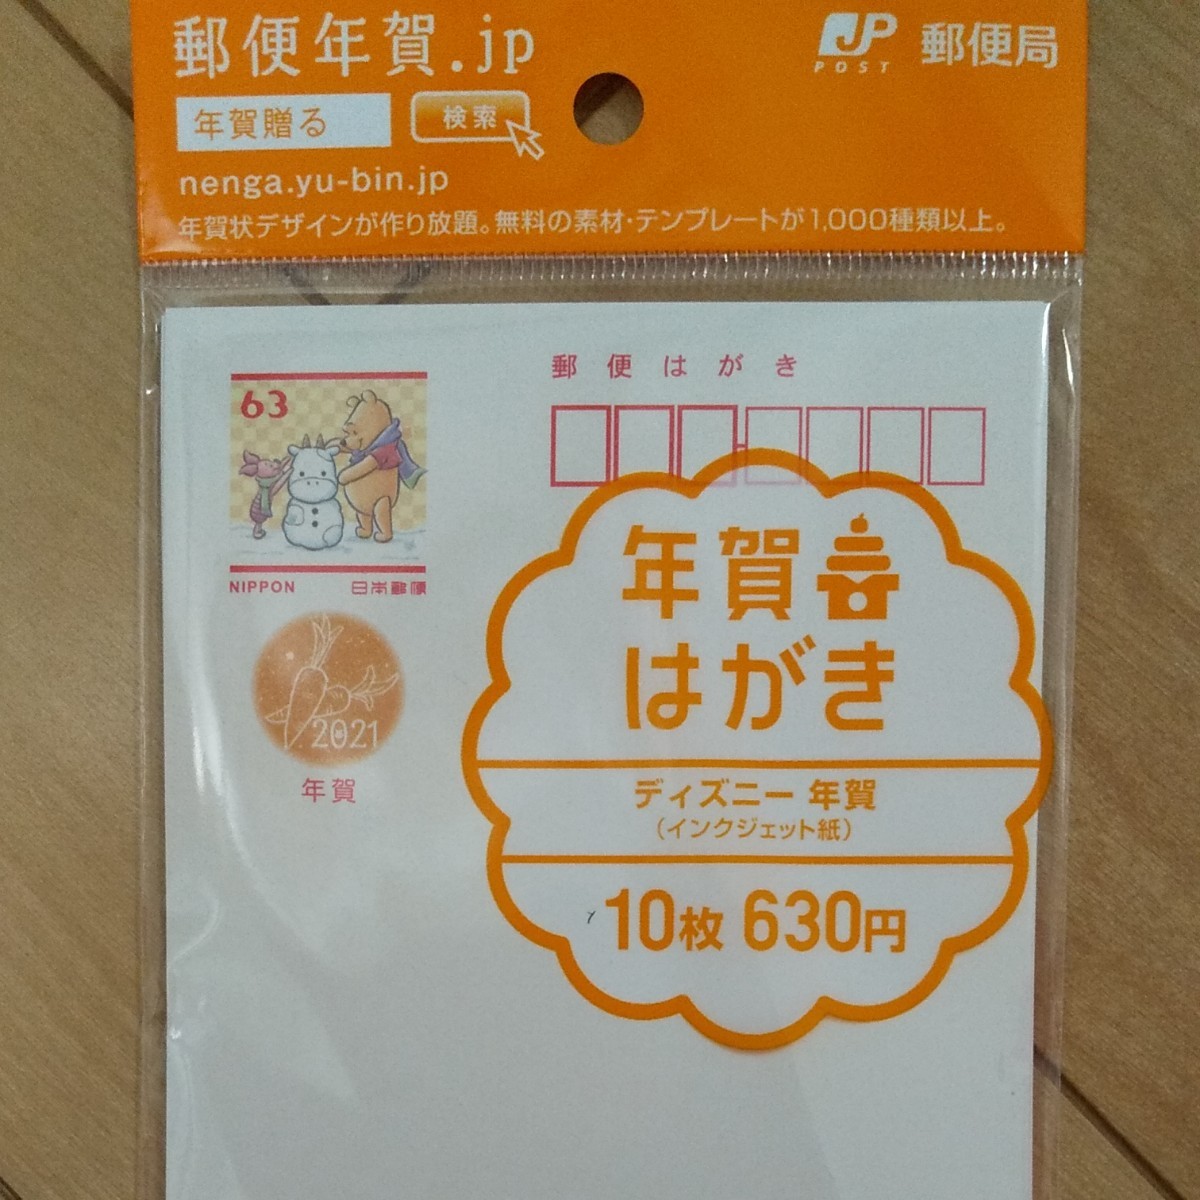 郵便年賀.jp
JP
POST
郵便局
年賀贈る
検索
nenga.yu-bin.jp
年賀状デザインが作り放題。無料の素材・テンプレートが1,000種類以上。
郵便はがき
63
NIPPON 日本郵便
2021
年賀
年賀
はがき
ディズニー 年賀
(インクジェット紙)
10枚 630円